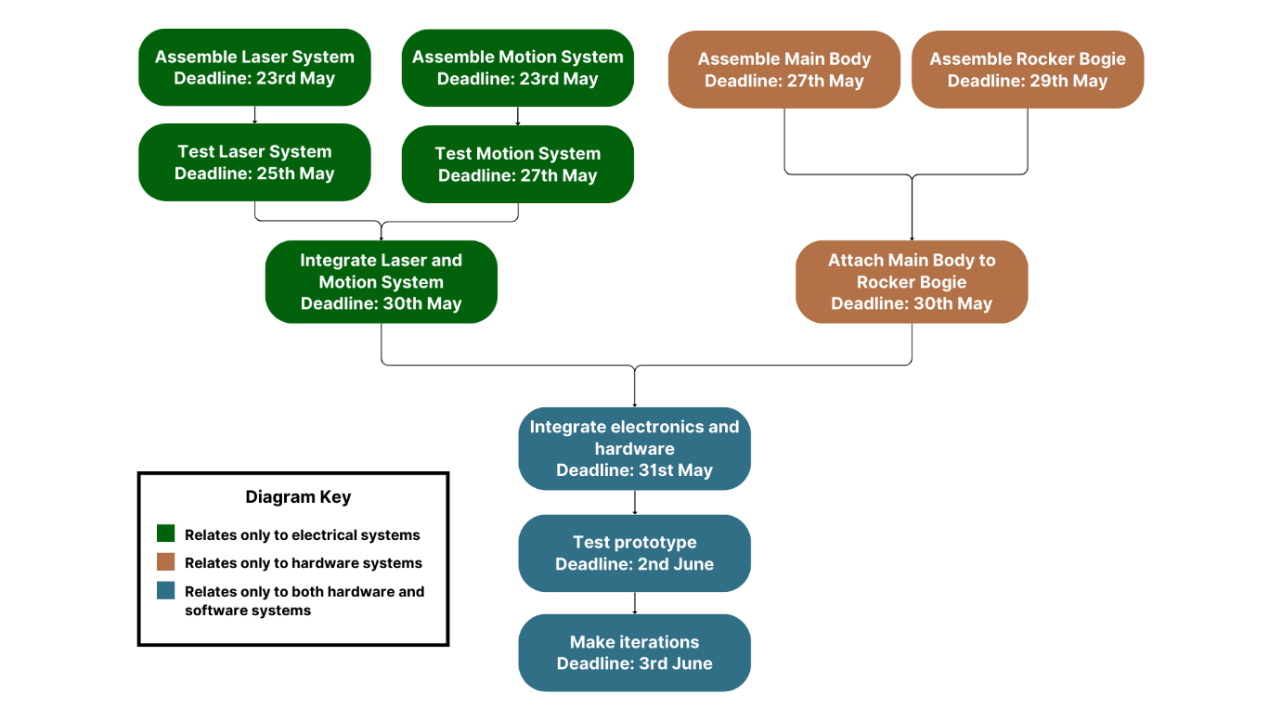 Assemble Laser System
Deadline: 23rd May
Assemble Motion System
Deadline: 23rd May
Assemble Main Body
Deadline: 27th May
Assemble Rocker Bogie
Deadline: 29th May
Test Laser System
Deadline: 25th May
Test Motion System
Deadline: 27th May
Integrate Laser and
Motion System
Deadline: 30th May
Attach Main Body to
Rocker Bogie
Deadline: 30th May
Integrate electronics and
hardware
Deadline: 31st May
Test prototype
Deadline: 2nd June
Make iterations
Deadline: 3rd June
Diagram Key
Relates only to electrical systems
Relates only to hardware systems
Relates only to both hardware and
software systems